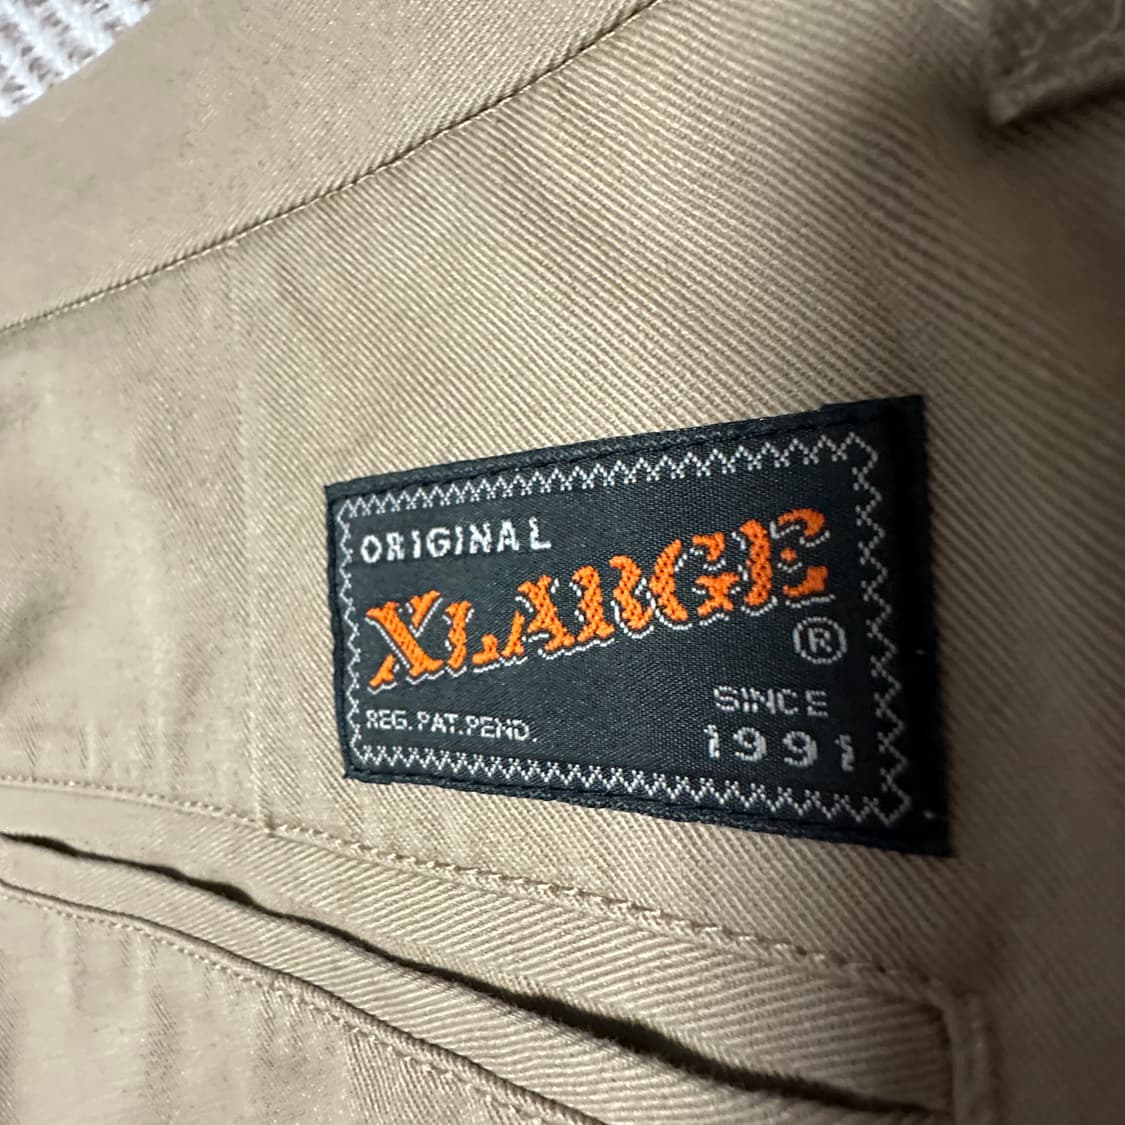 ORIGINAL
XLARGE
®
REG. PAT. PEND.
SINCE
1991